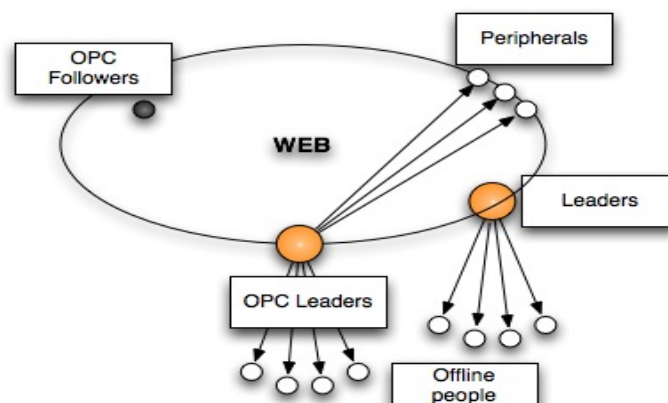 OPC
Followers
Peripherals
WEB
Leaders
OPC Leaders
Offline
people